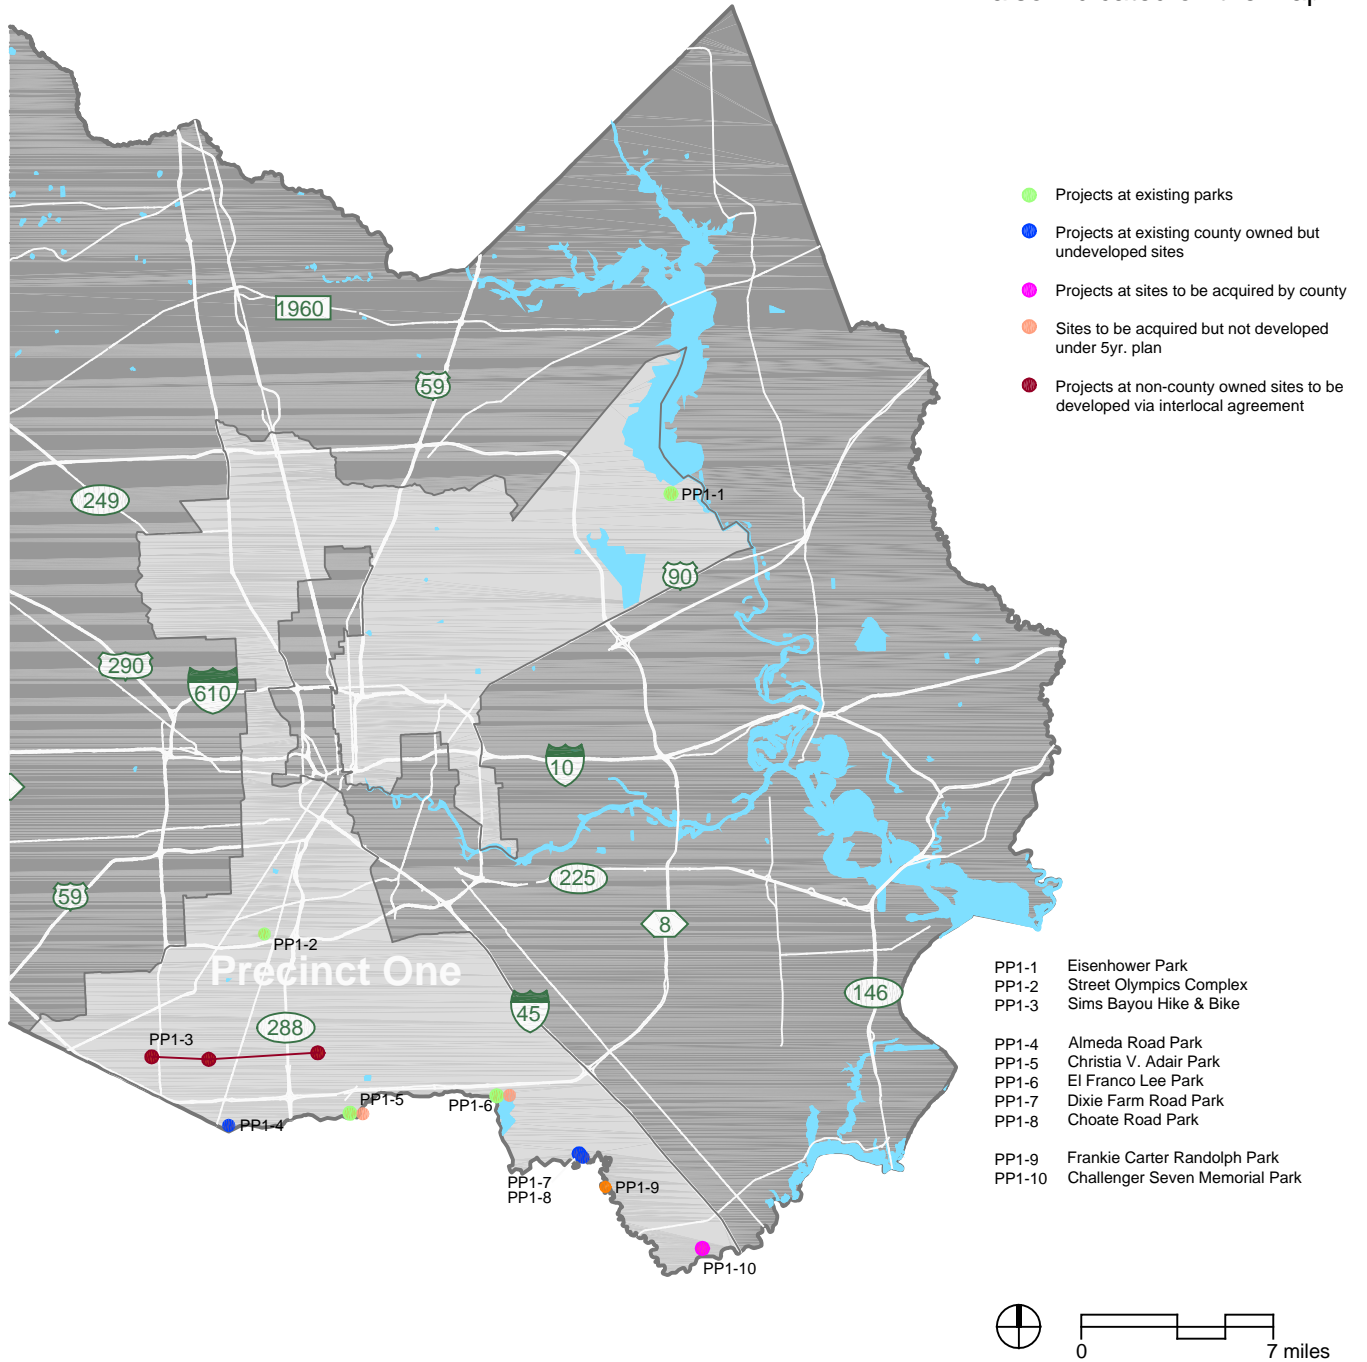 Projects at existing parks
Projects at existing county owned but
undeveloped sites
Projects at sites to be acquired by county
Sites to be acquired but not developed
under 5yr. plan
Projects at non-county owned sites to be
developed via interlocal agreement
1960
59
249
PP1-1
90
290
610
10
59
225
8
PP1-2
Precinct One
146
45
288
PP1-3
PP1-5
PP1-6
PP1-4
PP1-7
PP1-8
PP1-9
PP1-10
PP1-1 Eisenhower Park
PP1-2 Street Olympics Complex
PP1-3 Sims Bayou Hike & Bike
PP1-4 Almeda Road Park
PP1-5 Christia V. Adair Park
PP1-6 El Franco Lee Park
PP1-7 Dixie Farm Road Park
PP1-8 Choate Road Park
PP1-9 Frankie Carter Randolph Park
PP1-10 Challenger Seven Memorial Park
0 7 miles